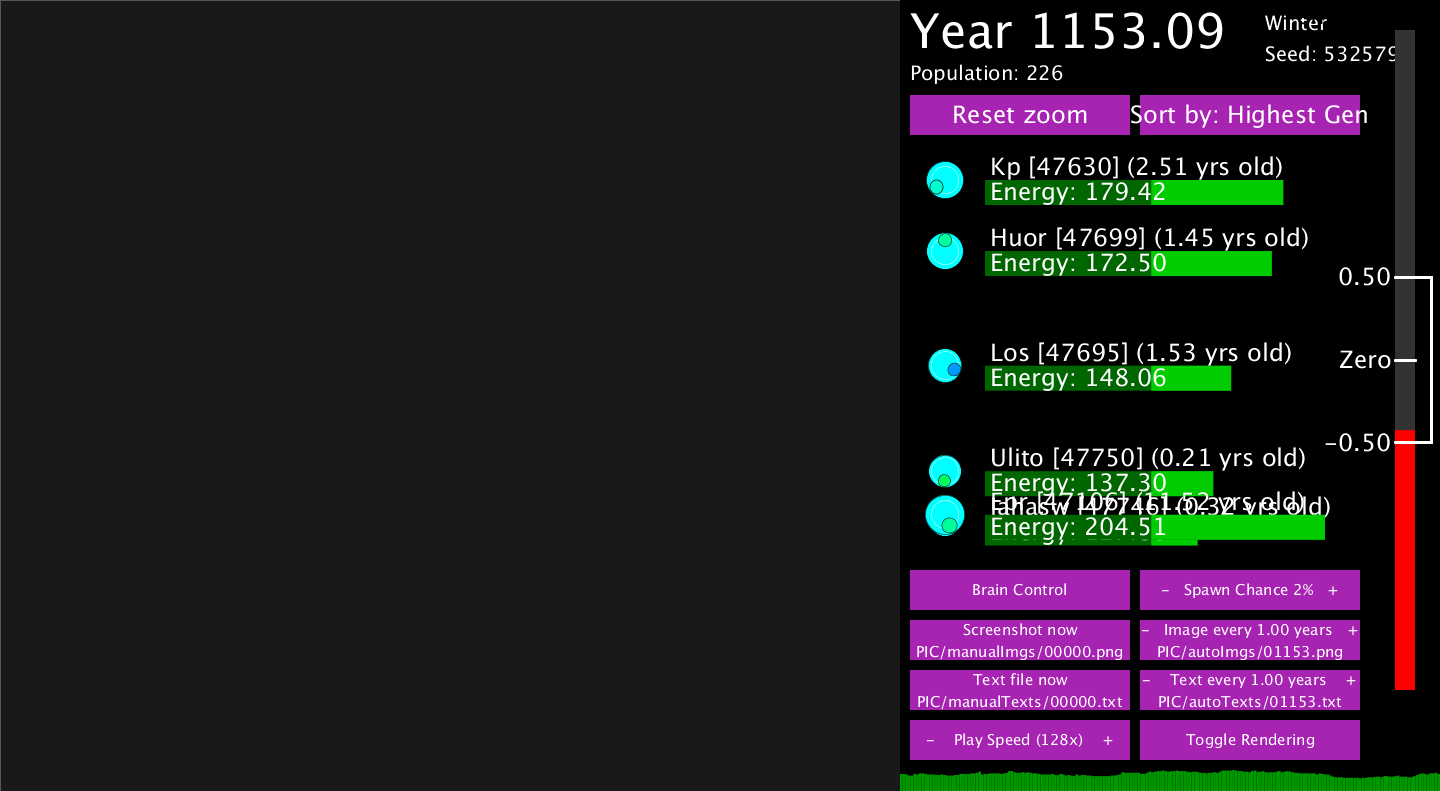 Year 1153.09
Winter
Seed: 532579
Population: 226
Reset zoom
Sort by: Highest Gen
Kp [47630] (2.51 yrs old)
Energy: 179.42
Huor [47699] (1.45 yrs old)
Energy: 172.50
0.50
Los [47695] (1.53 yrs old)
Energy: 148.06
Zero
-0.50
Ulito [47750] (0.21 yrs old)
Energy: 137.30
Energy: 204.51
Brain Control
- Spawn Chance 2% +
Screenshot now
PIC/manualImgs/00000.png
- Image every 1.00 years +
PIC/autoImgs/01153.png
Text file now
PIC/manualTexts/00000.txt
- Text every 1.00 years +
PIC/autoTexts/01153.txt
- Play Speed (128x) +
Toggle Rendering